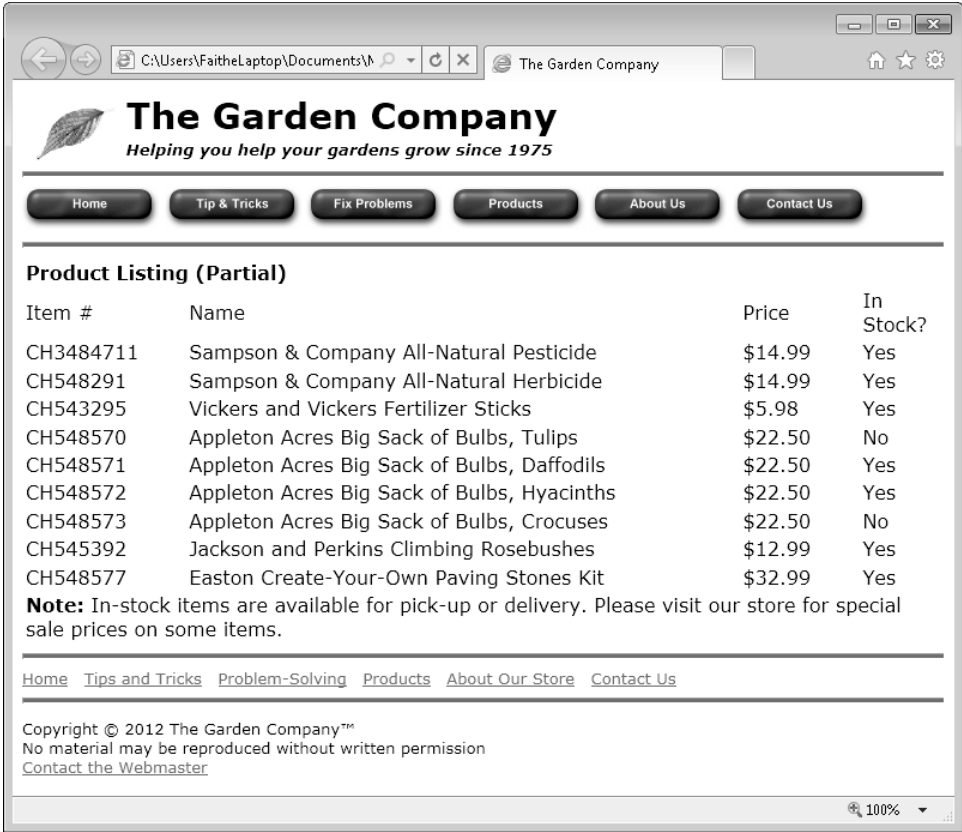 C:\Users\FaitheLaptop\Documents\M
The Garden Company
The Garden Company
Helping you help your gardens grow since 1975
Home Tip & Tricks Fix Problems Products About Us Contact Us
Product Listing (Partial)
Item # Name Price In Stock?
CH3484711 Sampson & Company All-Natural Pesticide $14.99 Yes
CH548291 Sampson & Company All-Natural Herbicide $14.99 Yes
CH543295 Vickers and Vickers Fertilizer Sticks $5.98 Yes
CH548570 Appleton Acres Big Sack of Bulbs, Tulips $22.50 No
CH548571 Appleton Acres Big Sack of Bulbs, Daffodils $22.50 Yes
CH548572 Appleton Acres Big Sack of Bulbs, Hyacinths $22.50 Yes
CH548573 Appleton Acres Big Sack of Bulbs, Crocuses $22.50 No
CH545392 Jackson and Perkins Climbing Rosebushes $12.99 Yes
CH548577 Easton Create-Your-Own Paving Stones Kit $32.99 Yes
Note: In-stock items are available for pick-up or delivery. Please visit our store for special
sale prices on some items.
Home Tips and Tricks Problem-Solving Products About Our Store Contact Us
Copyright © 2012 The Garden Company™
No material may be reproduced without written permission
Contact the Webmaster
100%